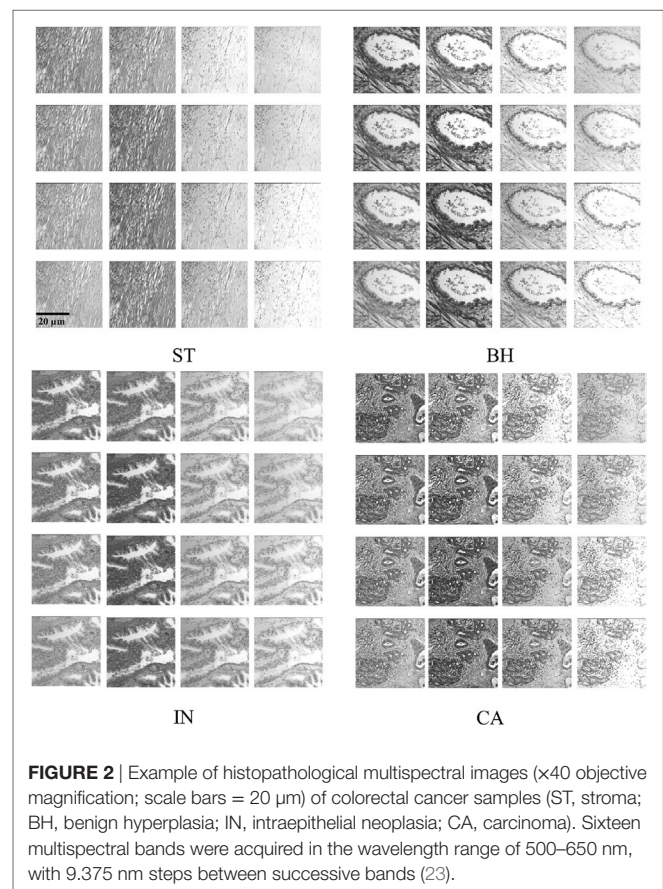 20 µm
ST
BH
IN
CA
FIGURE 2 | Example of histopathological multispectral images (×40 objective
magnification; scale bars = 20 µm) of colorectal cancer samples (ST, stroma;
BH, benign hyperplasia; IN, intraepithelial neoplasia; CA, carcinoma). Sixteen
multispectral bands were acquired in the wavelength range of 500–650 nm,
with 9.375 nm steps between successive bands (23).